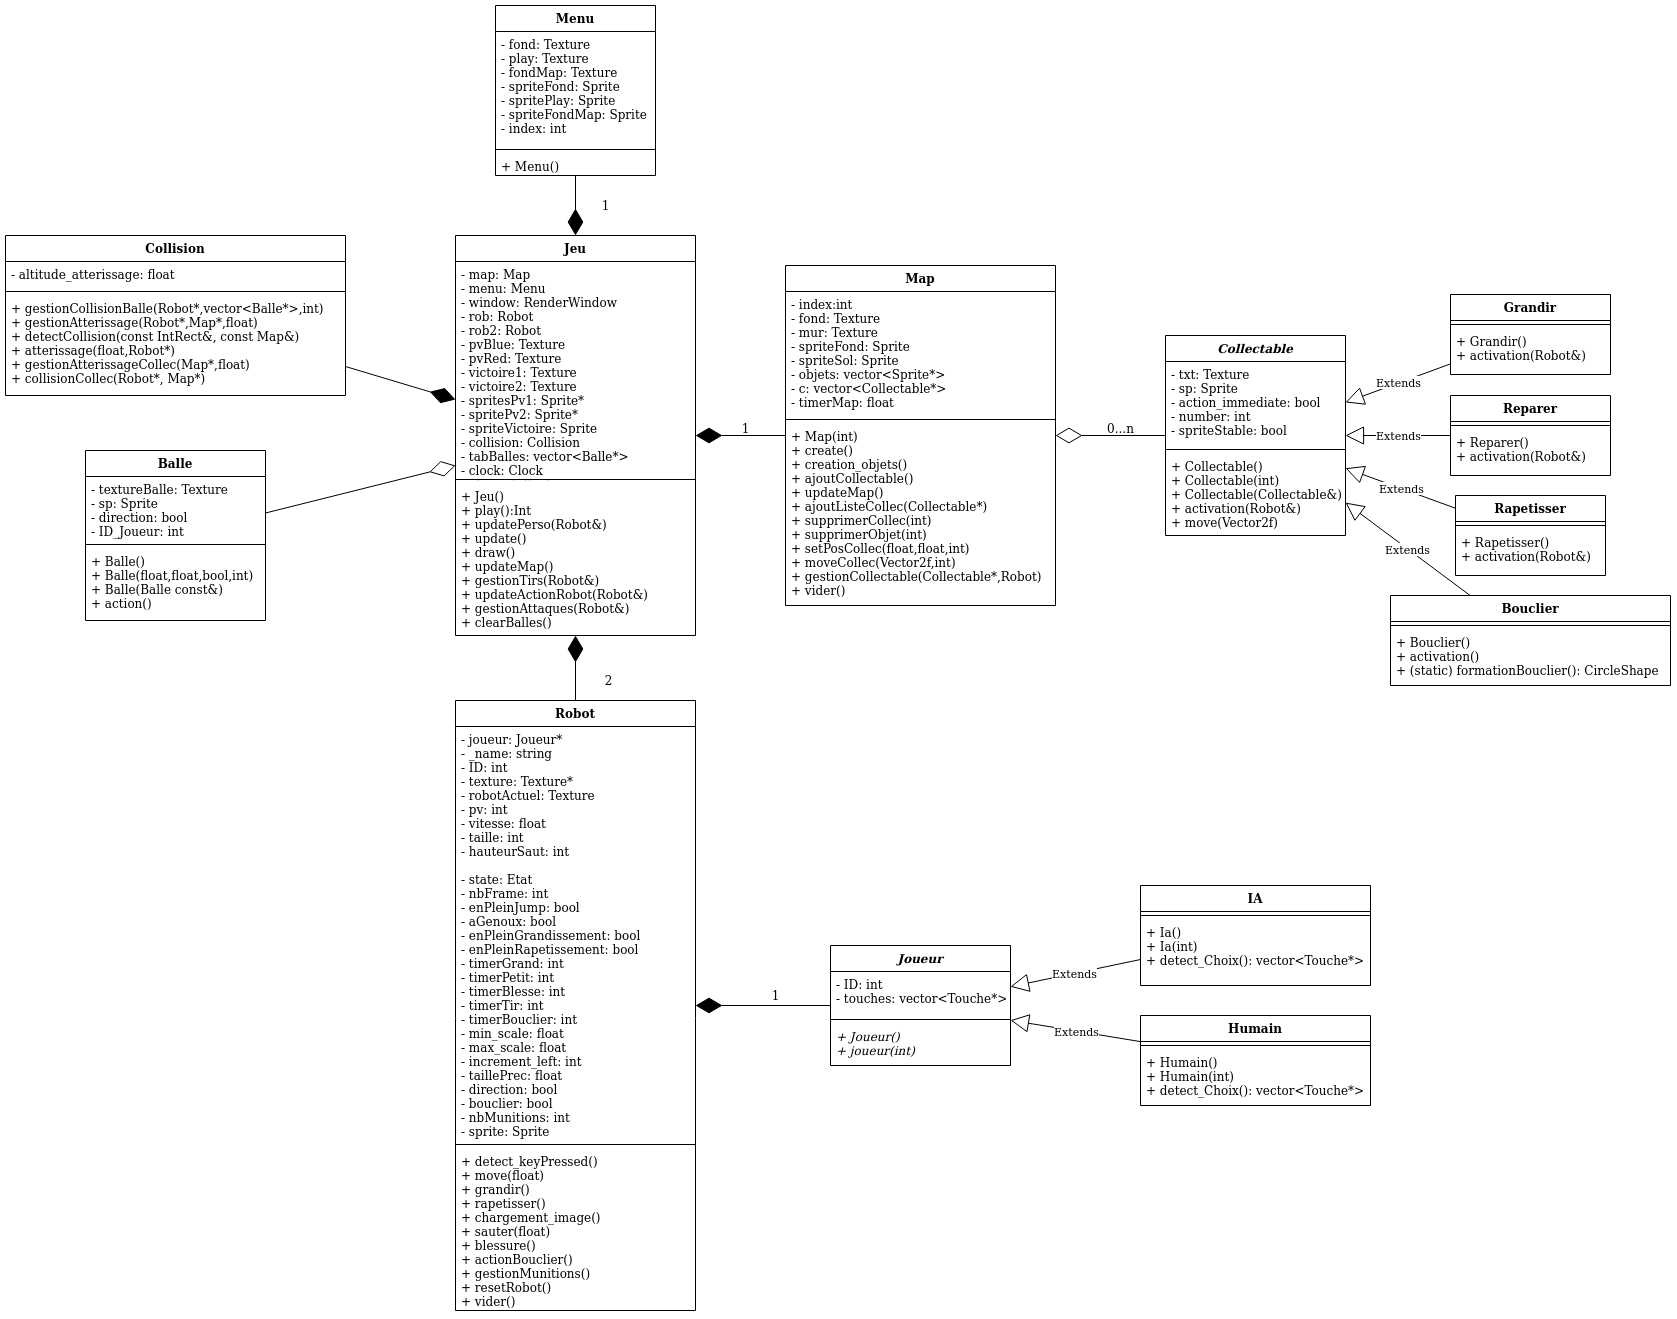 Menu
- fond: Texture
- play: Texture
- fondMap: Texture
- spriteFond: Sprite
- spritePlay: Sprite
- spriteFondMap: Sprite
- index: int
+ Menu()
1
Collision
- altitude_atterissage: float
+ gestionCollisionBalle(Robot*,vector<Balle*>,int)
+ gestionAtterissage(Robot*,Map*,float)
+ detectCollision(const IntRect&, const Map&)
+ atterissage(float,Robot*)
+ gestionAtterissageCollec(Map*,float)
+ collisionCollec(Robot*, Map*)
Balle
- textureBalle: Texture
- sp: Sprite
- direction: bool
- ID_Joueur: int
+ Balle()
+ Balle(float,float,bool,int)
+ Balle(Balle const&)
+ action()
Jeu
- map: Map
- menu: Menu
- window: RenderWindow
- rob: Robot
- rob2: Robot
- pvBlue: Texture
- pvRed: Texture
- victoire1: Texture
- victoire2: Texture
- spritesPv1: Sprite*
- spritePv2: Sprite*
- spriteVictoire: Sprite
- collision: Collision
- tabBalles: vector<Balle*>
- clock: Clock
+ Jeu()
+ play():Int
+ updatePerso(Robot&)
+ update()
+ draw()
+ updateMap()
+ gestionTirs(Robot&)
+ updateActionRobot(Robot&)
+ gestionAttaques(Robot&)
+ clearBalles()
1
Map
- index:int
- fond: Texture
- mur: Texture
- spriteFond: Sprite
- spriteSol: Sprite
- objets: vector<Sprite*>
- c: vector<Collectable*>
- timerMap: float
+ Map(int)
+ create()
+ creation_objets()
+ ajoutCollectable()
+ updateMap()
+ ajoutListeCollec(Collectable*)
+ supprimerCollec(int)
+ supprimerObjet(int)
+ setPosCollec(float,float,int)
+ moveCollec(Vector2f,int)
+ gestionCollectable(Collectable*,Robot)
+ vider()
0...n
Collectable
- txt: Texture
- sp: Sprite
- action_immediate: bool
- number: int
- spriteStable: bool
+ Collectable()
+ Collectable(int)
+ Collectable(Collectable&)
+ activation(Robot&)
+ move(Vector2f)
Extends
Extends
Extends
Extends
Grandir
+ Grandir()
+ activation(Robot&)
Reparer
+ Reparer()
+ activation(Robot&)
Rapetisser
+ Rapetisser()
+ activation(Robot&)
Bouclier
+ Bouclier()
+ activation()
+ (static) formationBouclier(): CircleShape
2
Robot
- joueur: Joueur*
- _name: string
- ID: int
- texture: Texture*
- robotActuel: Texture
- pv: int
- vitesse: float
- taille: int
- hauteurSaut: int
- state: Etat
- nbFrame: int
- enPleinJump: bool
- aGenoux: bool
- enPleinGrandissement: bool
- enPleinRapetissement: bool
- timerGrand: int
- timerPetit: int
- timerBlesse: int
- timerTir: int
- timerBouclier: int
- min_scale: float
- max_scale: float
- increment_left: int
- taillePrec: float
- direction: bool
- bouclier: bool
- nbMunitions: int
- sprite: Sprite
+ detect_keyPressed()
+ move(float)
+ grandir()
+ rapetisser()
+ chargement_image()
+ sauter(float)
+ blessure()
+ actionBouclier()
+ gestionMunitions()
+ resetRobot()
+ vider()
1
Joueur
- ID: int
- touches: vector<Touche*>
+ Joueur()
+ joueur(int)
Extends
Extends
IA
+ Ia()
+ Ia(int)
+ detect_Choix(): vector<Touche*>
Humain
+ Humain()
+ Humain(int)
+ detect_Choix(): vector<Touche*>